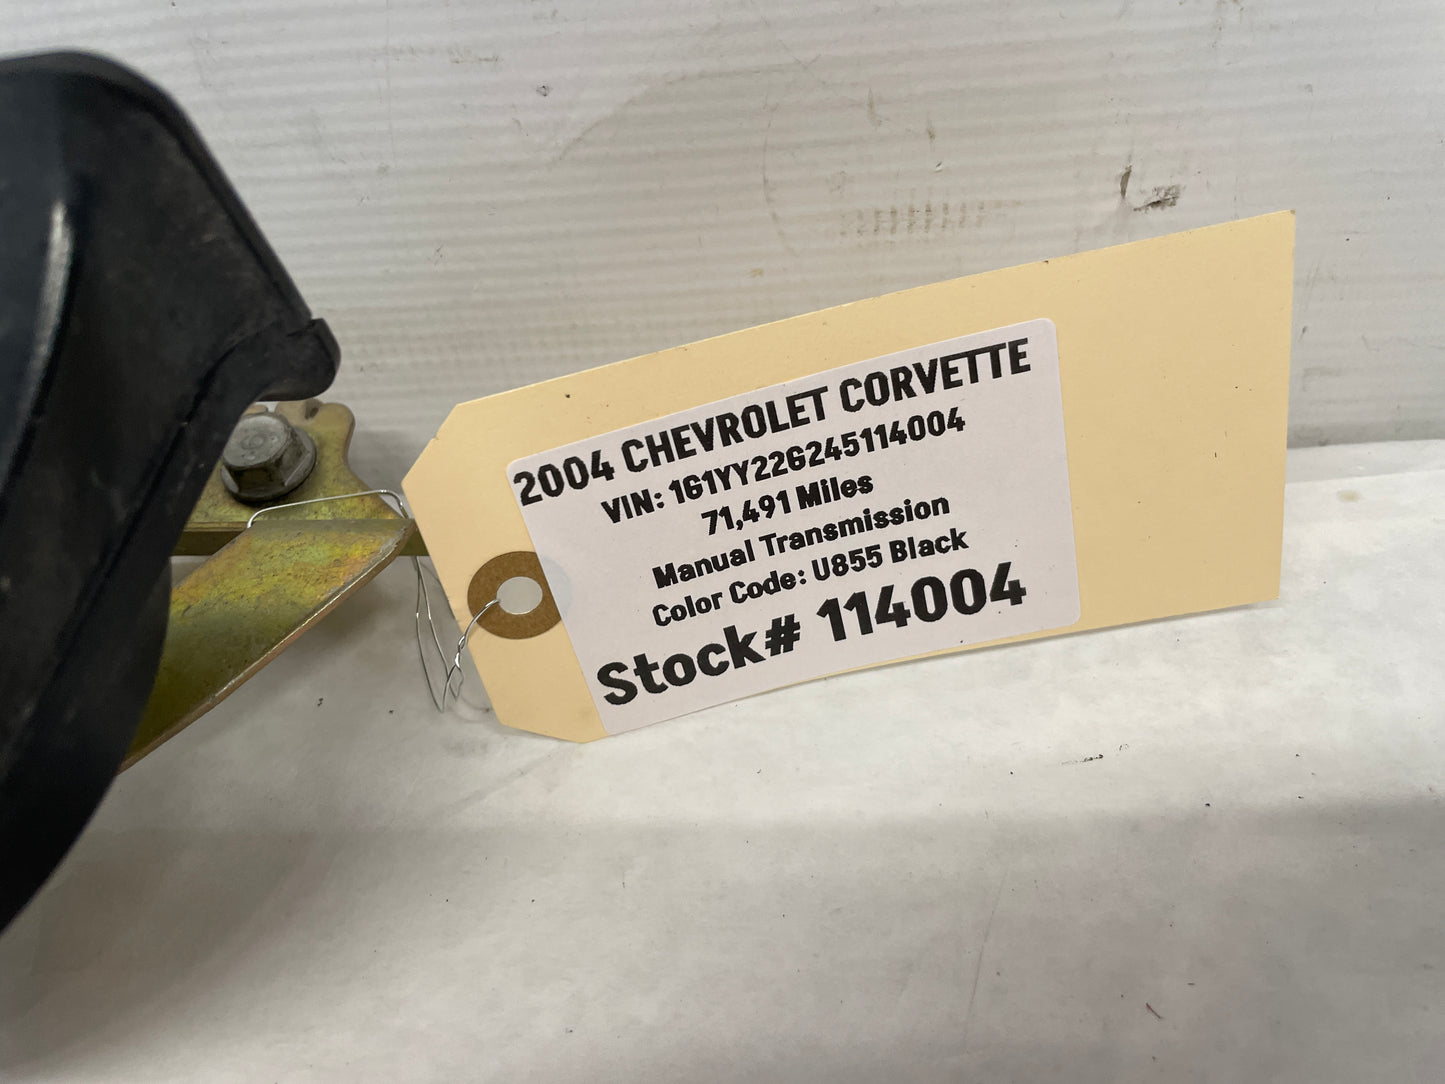 2004 CHEVROLET CORVETTE
VIN: 1G1YY22G245114004
71,491 Miles
Manual Transmission
Color Code: U855 Black
Stock# 114004